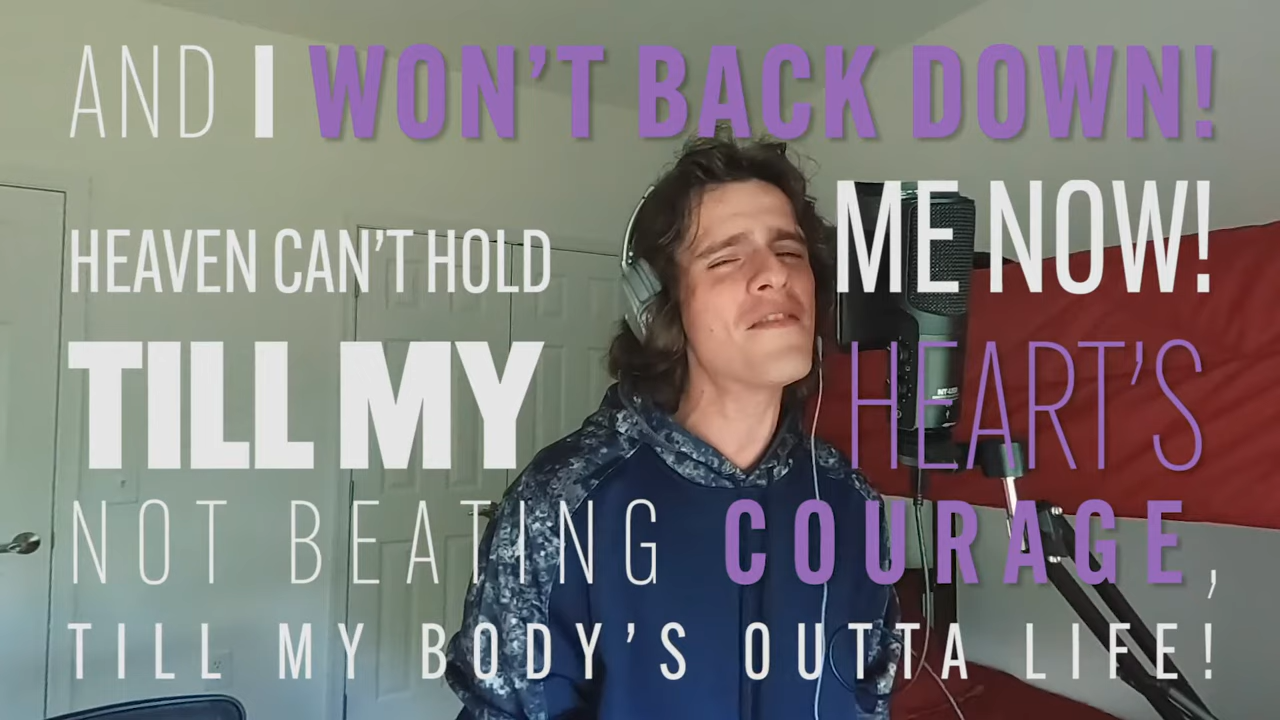 AND I WON'T BACK DOWN!
HEAVEN CAN'T HOLD ME NOW!
TILL MY HEART'S
NOT BEATING COURAGE,
TILL MY BODY'S OUTTA LIFE!